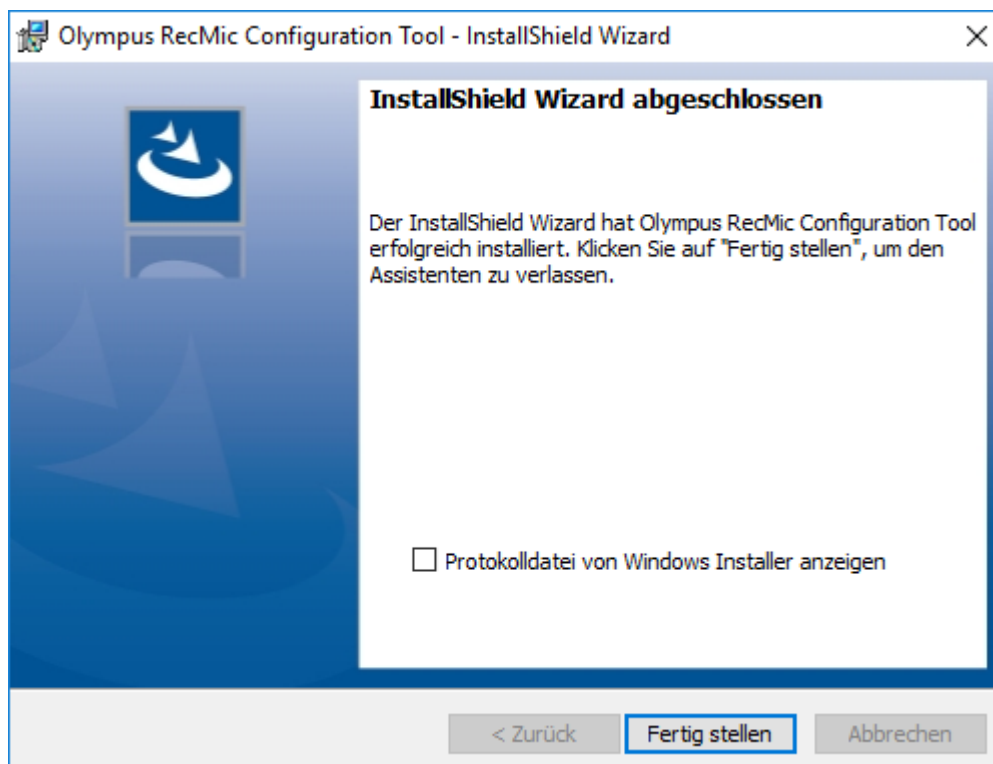 Olympus RecMic Configuration Tool - InstallShield Wizard
InstallShield Wizard abgeschlossen
Der InstallShield Wizard hat Olympus RecMic Configuration Tool
erfolgreich installiert. Klicken Sie auf "Fertig stellen", um den
Assistenten zu verlassen.
Protokolldatei von Windows Installer anzeigen
< Zurück
Fertig stellen
Abbrechen